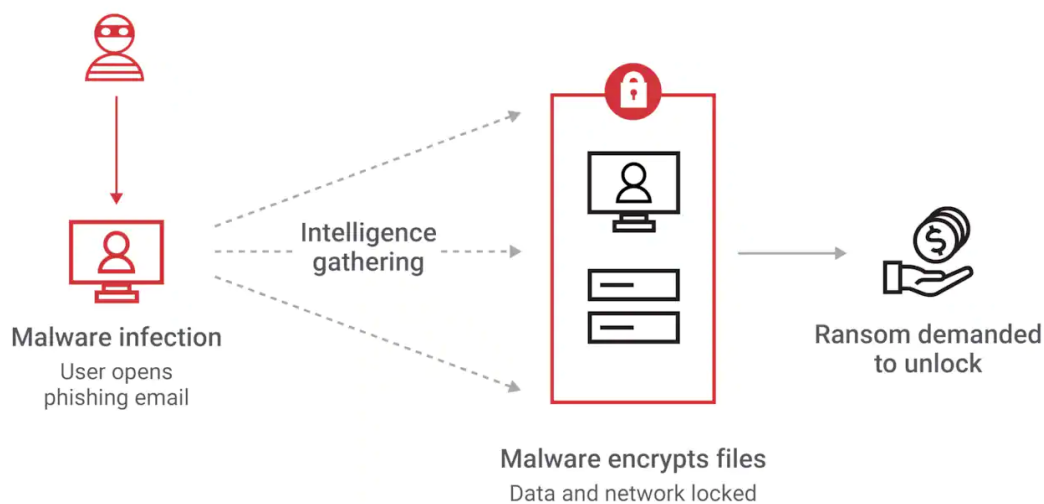 Intelligence
gathering
Malware infection
User opens
phishing email
Malware encrypts files
Data and network locked
Ransom demanded
to unlock
$